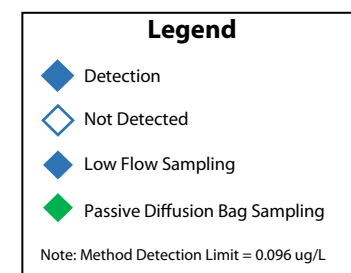 Legend
Detection
Not Detected
Low Flow Sampling
Passive Diffusion Bag Sampling
Note: Method Detection Limit = 0.096 ug/L